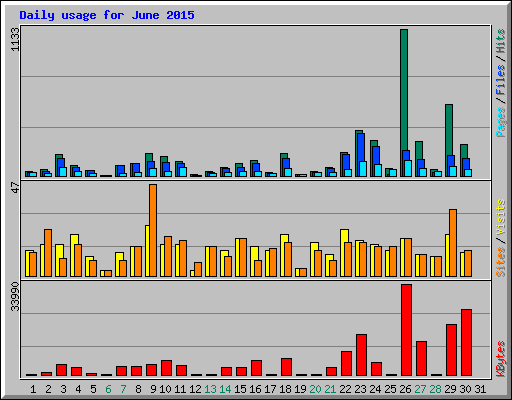 Daily usage for June 2015
1133
Pages / Files / Hits
47
Sites / Visits
33990
KBytes
1 2 3 4 5 6 7 8 9 10 11 12 13 14 15 16 17 18 19 20 21 22 23 24 25 26 27 28 29 30 31